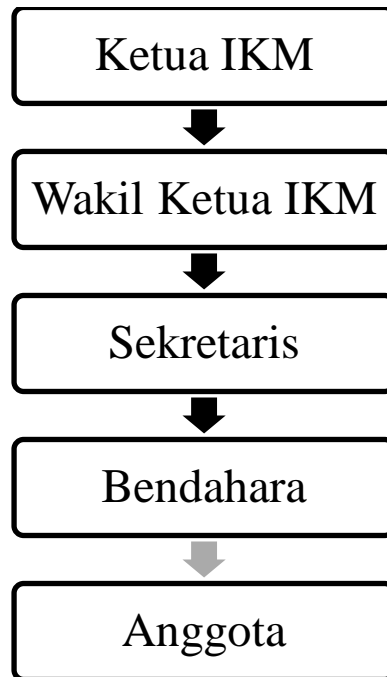 Ketua IKM
Wakil Ketua IKM
Sekretaris
Bendahara
Anggota